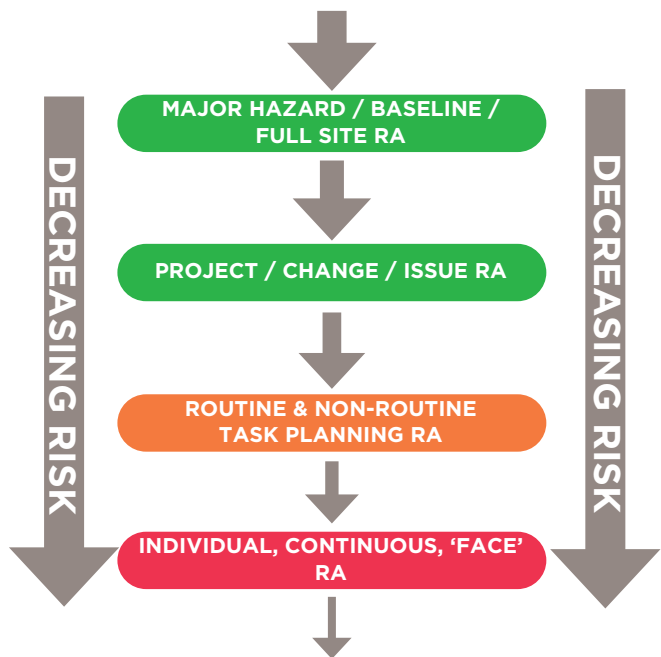 MAJOR HAZARD / BASELINE /
FULL SITE RA
DECREASING RISK
DECREASING RISK
PROJECT / CHANGE / ISSUE RA
ROUTINE & NON-ROUTINE
TASK PLANNING RA
INDIVIDUAL, CONTINUOUS, ‘FACE’
RA